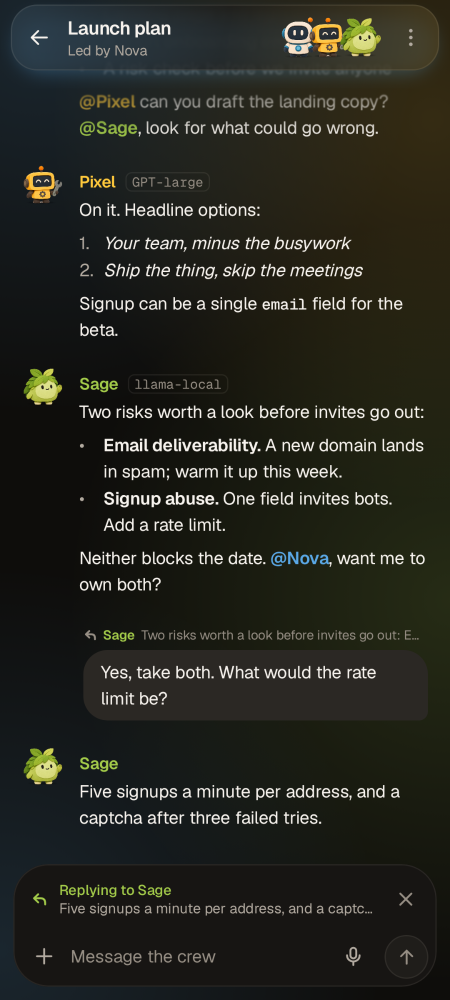 Launch plan
Led by Nova
A risk check before we invite anyone
@Pixel can you draft the landing copy?
@Sage, look for what could go wrong.
Pixel GPT-large
On it. Headline options:
1. Your team, minus the busywork
2. Ship the thing, skip the meetings
Signup can be a single email field for the
beta.
Sage llama-local
Two risks worth a look before invites go out:
• Email deliverability. A new domain lands
in spam; warm it up this week.
• Signup abuse. One field invites bots.
Add a rate limit.
Neither blocks the date. @Nova, want me to
own both?
Sage Two risks worth a look before invites go out: E...
Yes, take both. What would the rate
limit be?
Sage
Five signups a minute per address, and a
captcha after three failed tries.
Replying to Sage
Five signups a minute per address, and a captc...
Message the crew